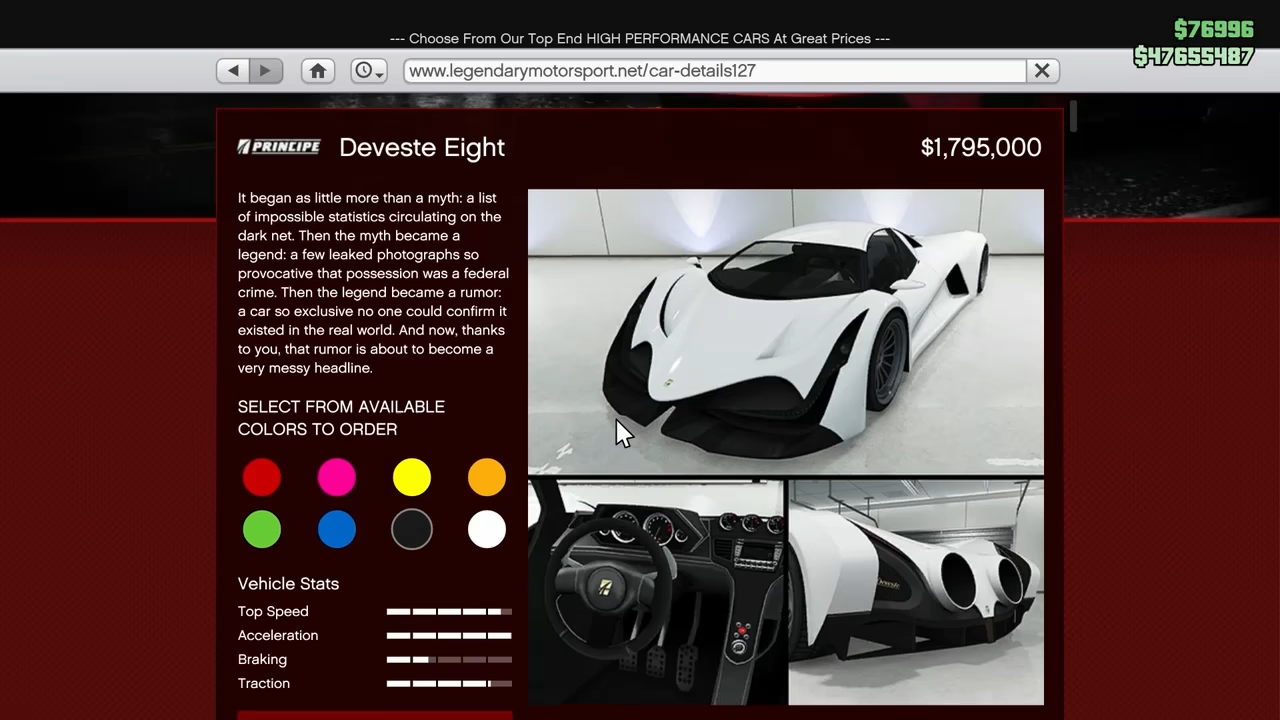 --- Choose From Our Top End HIGH PERFORMANCE CARS At Great Prices ---
$76996
$47655487
www.legendarymotorsport.net/car-details127
PRINCIPE
Deveste Eight
$1,795,000
It began as little more than a myth: a list
of impossible statistics circulating on the
dark net. Then the myth became a
legend: a few leaked photographs so
provocative that possession was a federal
crime. Then the legend became a rumor:
a car so exclusive no one could confirm it
existed in the real world. And now, thanks
to you, that rumor is about to become a
very messy headline.
SELECT FROM AVAILABLE
COLORS TO ORDER
Vehicle Stats
Top Speed
Acceleration
Braking
Traction